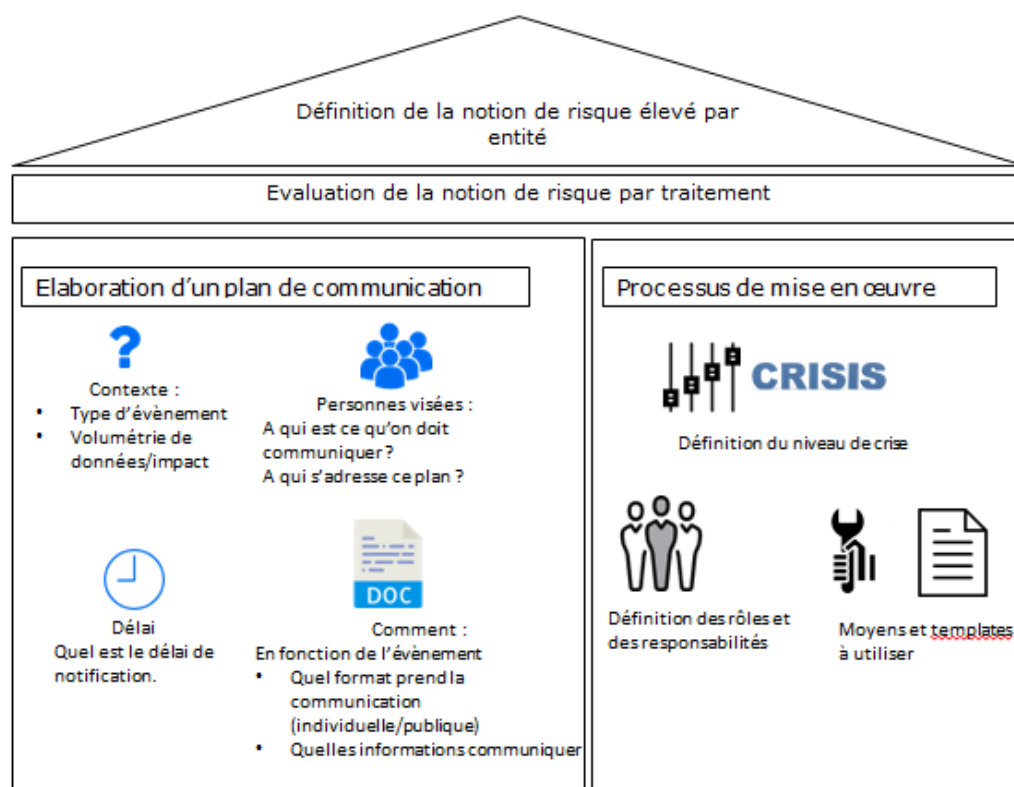 Définition de la notion de risque élevé par
entité
Evaluation de la notion de risque par traitement
Elaboration d'un plan de communication
Contexte :
• Type d'évènement
• Volumétrie de
données/impact
Personnes visées :
A qui est ce qu'on doit
communiquer ?
A qui s'adresse ce plan ?
Délai
Quel est le délai de
notification.
DOC
Comment :
En fonction de l'évènement
• Quel format prend la
communication
(individuelle/publique)
• Quelles informations communiquer
Processus de mise en œuvre
CRISIS
Définition du niveau de crise
Définition des rôles et
des responsabilités
Moyens et templates
à utiliser